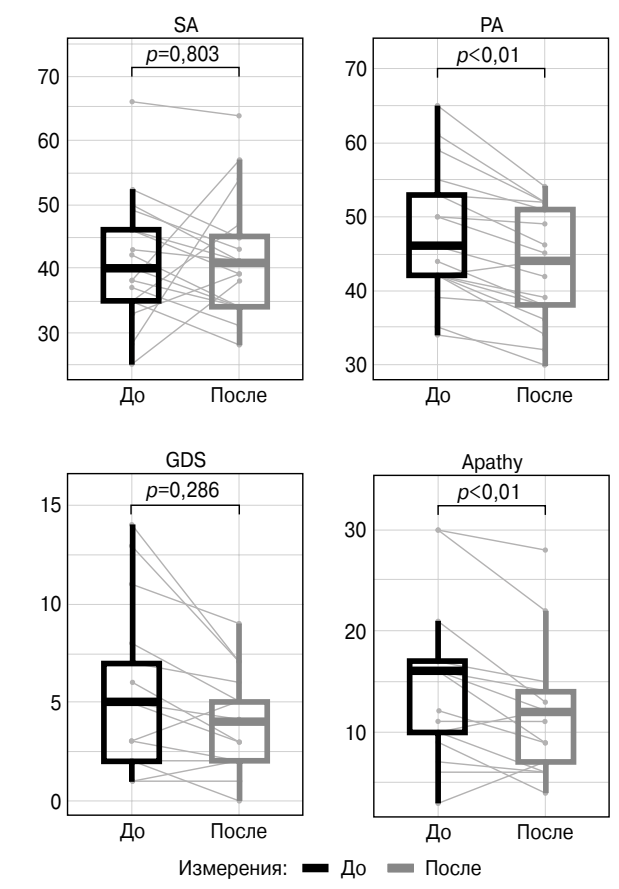 SA
p=0,803
70
60
50
40
30
До После
PA
p<0,01
70
60
50
40
30
До После
GDS
p=0,286
15
10
5
0
До После
Apathy
p<0,01
30
20
10
До После
Измерения: До После